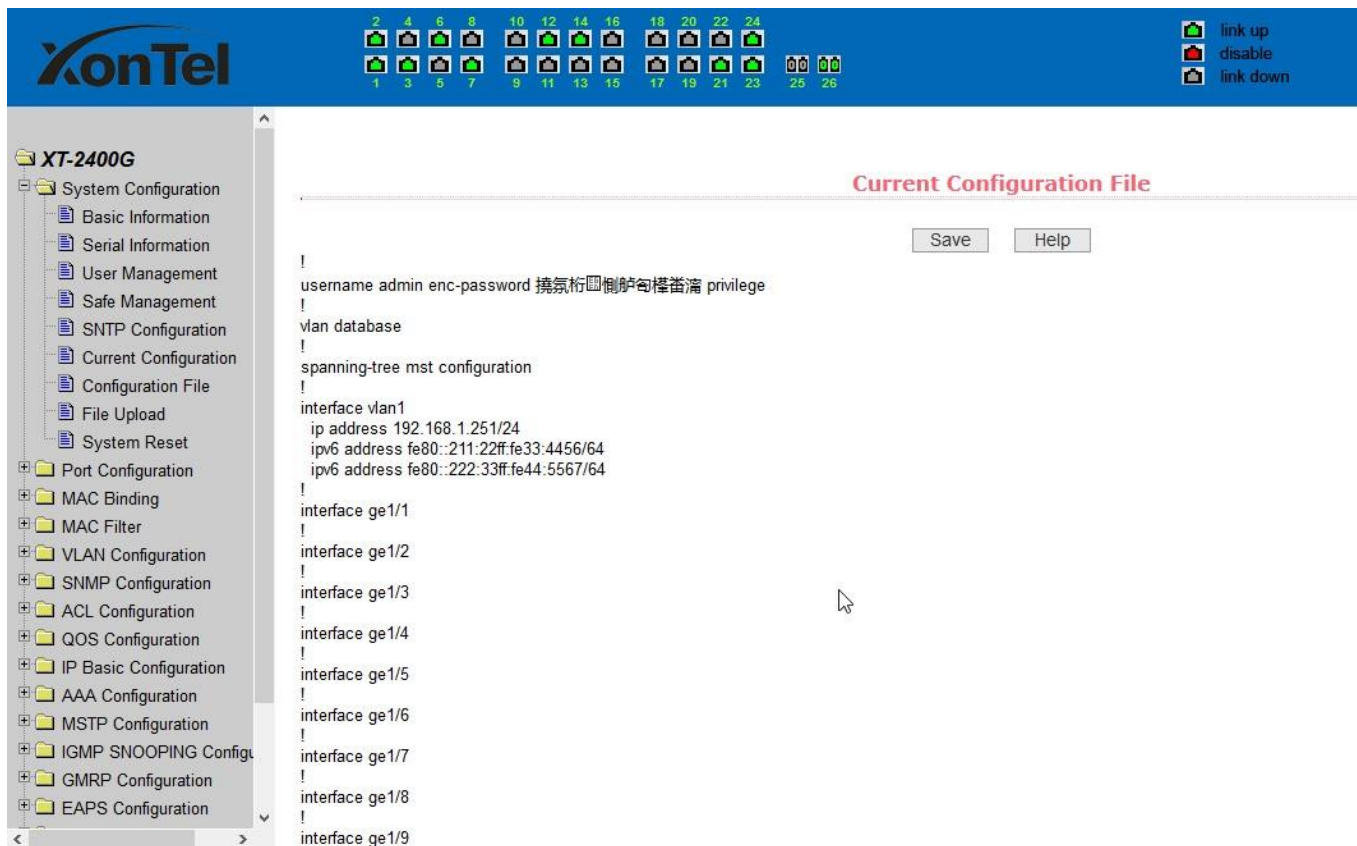 XonTel
2 4 6 8 10 12 14 16 18 20 22 24
1 3 5 7 9 11 13 15 17 19 21 23 25 26
link up
disable
link down
XT-2400G
System Configuration
Basic Information
Serial Information
User Management
Safe Management
SNTP Configuration
Current Configuration
Configuration File
File Upload
System Reset
Port Configuration
MAC Binding
MAC Filter
VLAN Configuration
SNMP Configuration
ACL Configuration
QOS Configuration
IP Basic Configuration
AAA Configuration
MSTP Configuration
IGMP SNOOPING Configu
GMRP Configuration
EAPS Configuration
Current Configuration File
Save Help
!
username admin enc-password privilege
!
vlan database
!
spanning-tree mst configuration
!
interface vlan1
ip address 192.168.1.251/24
ipv6 address fe80::211:22ff:fe33:4456/64
ipv6 address fe80::222:33ff:fe44:5567/64
!
interface ge1/1
!
interface ge1/2
!
interface ge1/3
!
interface ge1/4
!
interface ge1/5
!
interface ge1/6
!
interface ge1/7
!
interface ge1/8
!
interface ge1/9